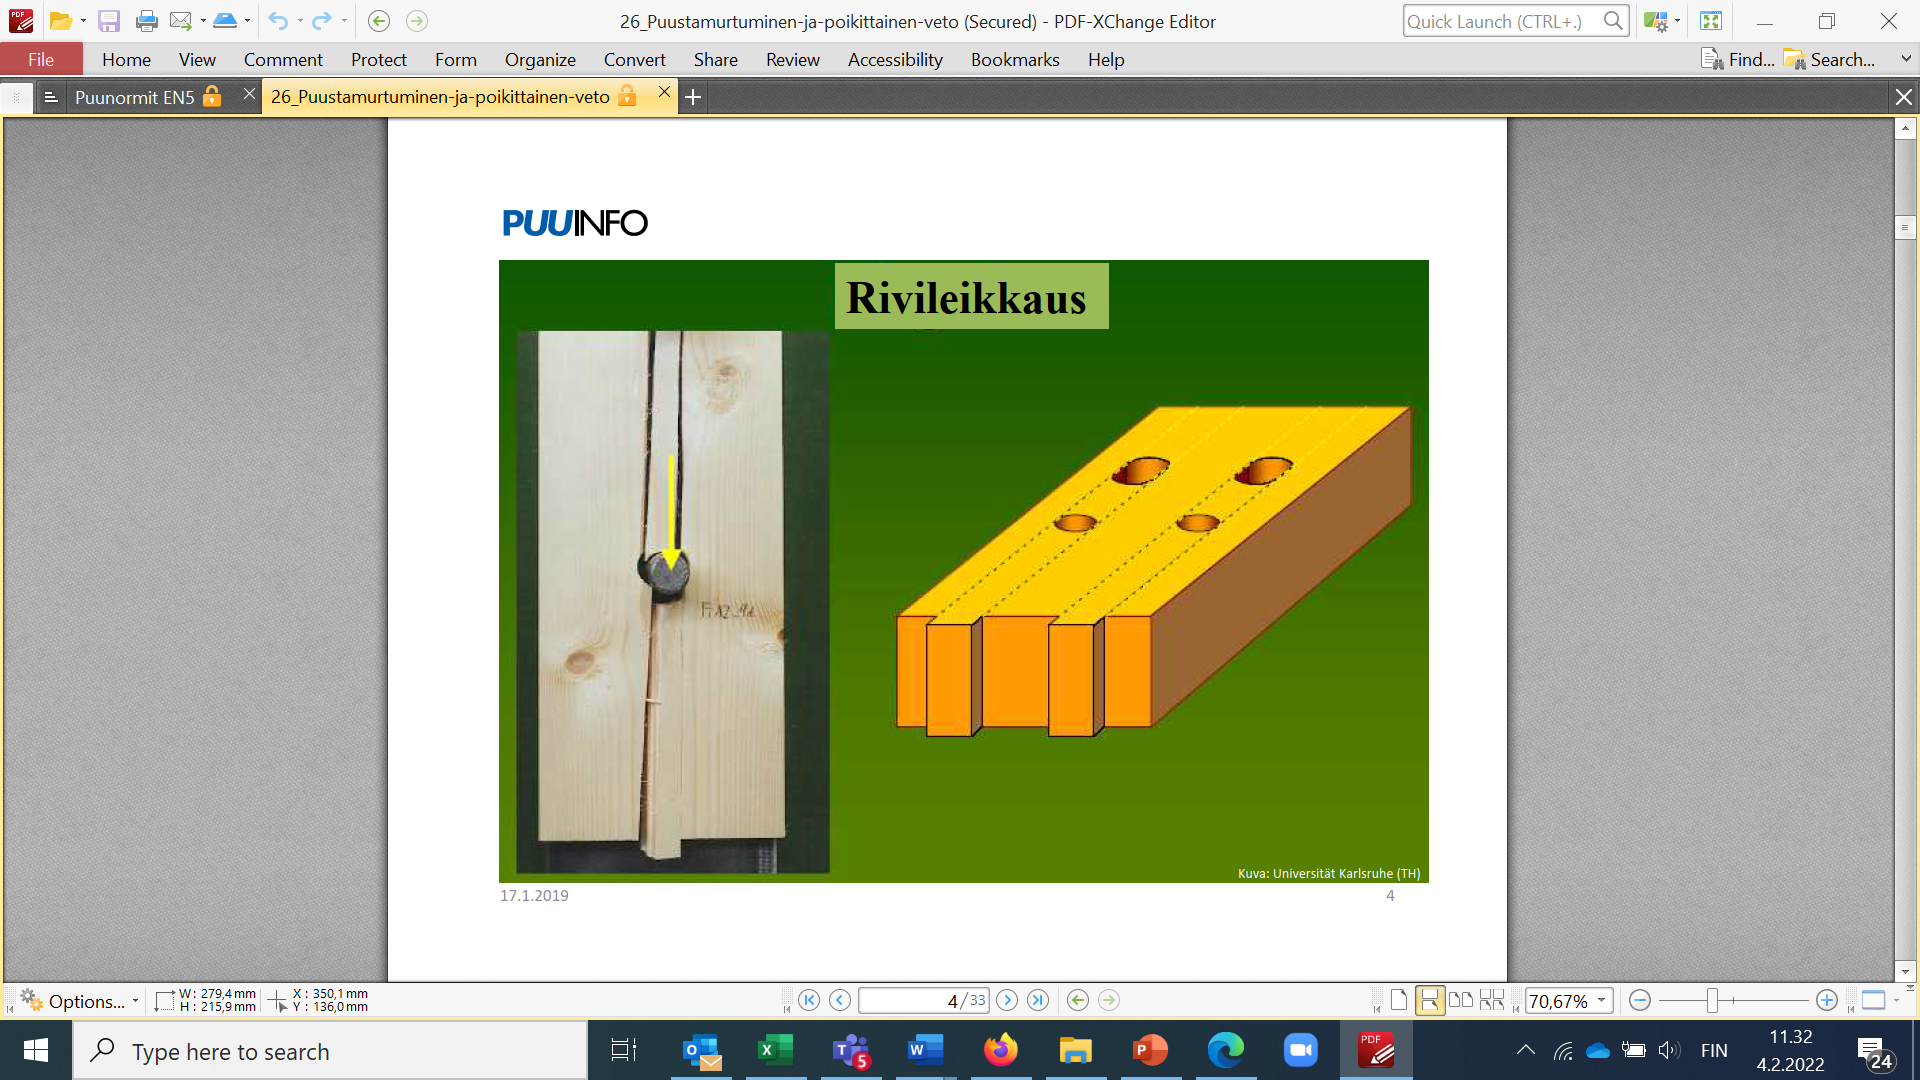 26_Puustamurtuminen-ja-poikittainen-veto (Secured) - PDF-XChange Editor
Quick Launch (CTRL+.)
File Home View Comment Protect Form Organize Convert Share Review Accessibility Bookmarks Help
Find... Search...
Puunormit EN5
26_Puustamurtuminen-ja-poikittainen-veto
PUUINFO
Rivileikkaus
Kuva: Universität Karlsruhe (TH)
17.1.2019
4
Options...
W: 279,4 mm
H: 215,9 mm
X: 350,1 mm
Y: 136,0 mm
4/33
70,67%
Type here to search
5
PDF
FIN
11.32
4.2.2022
24